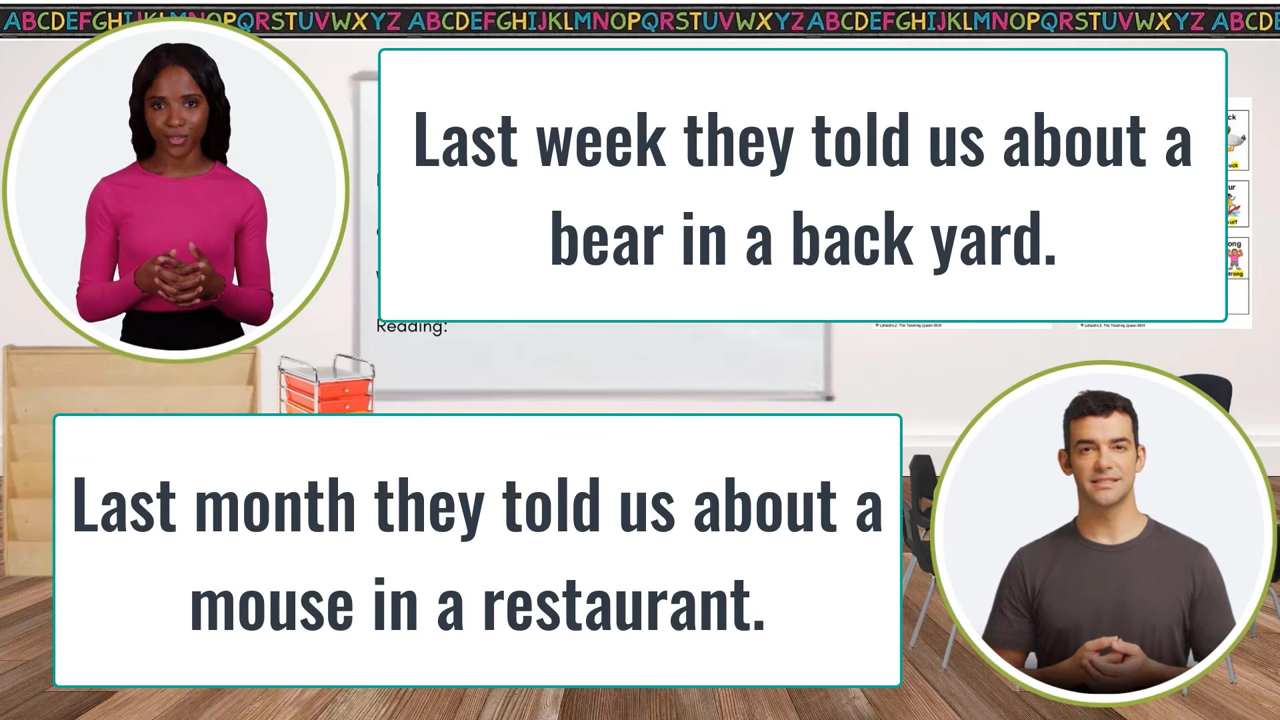 ABCDEFGHIJKLMNOPQRSTUVWXYZ ABCDEFGHIJKLMNOPQRSTUVWXYZ ABCDEFGHIJKLMNOPQRSTUVWXYZ ABCDE
Last week they told us about a
bear in a back yard.
Reading:
Last month they told us about a
mouse in a restaurant.